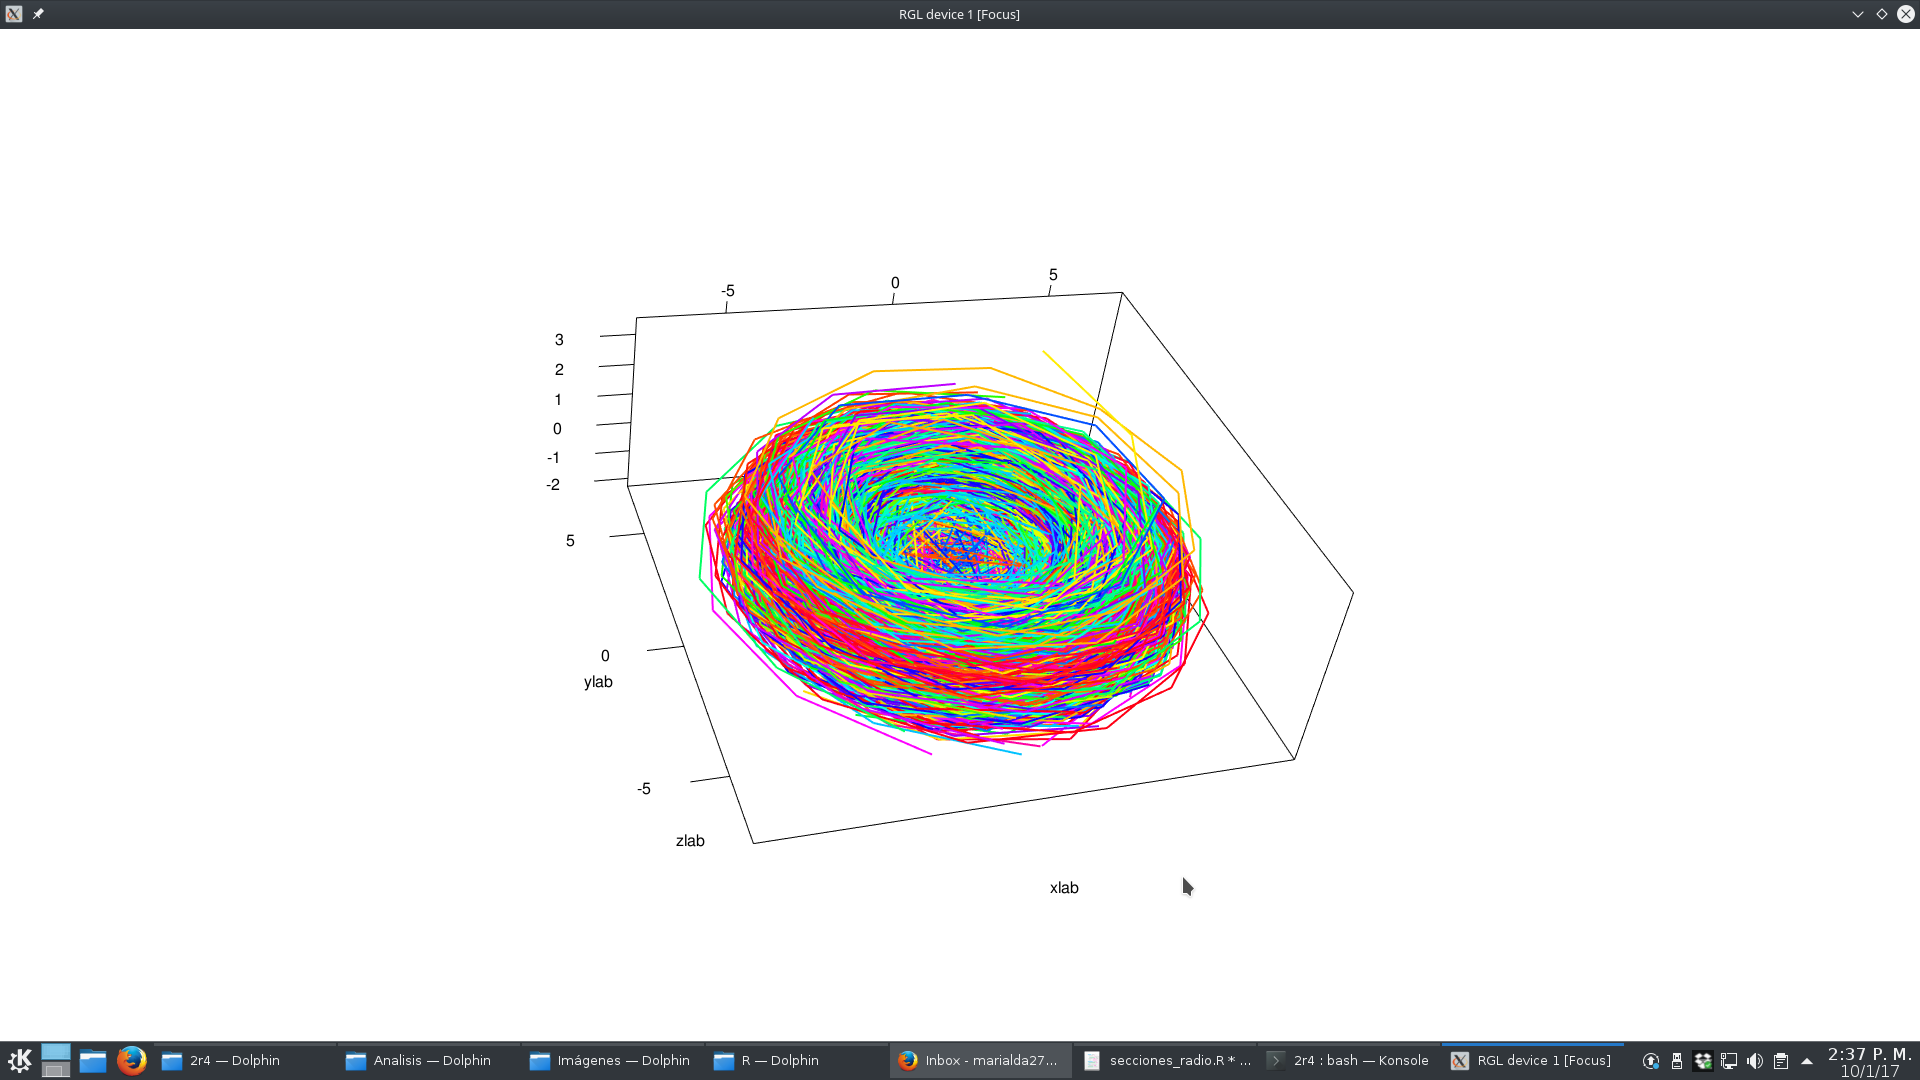 RGL device 1 [Focus]
-5 0 5
3
2
1
0
-1
-2
5
0
ylab
-5
zlab
xlab
2r4 — Dolphin
Analisis — Dolphin
Imágenes — Dolphin
R — Dolphin
Inbox - marialda27...
secciones_radio.R * ...
2r4 : bash — Konsole
RGL device 1 [Focus]
2:37 P. M.
10/1/17